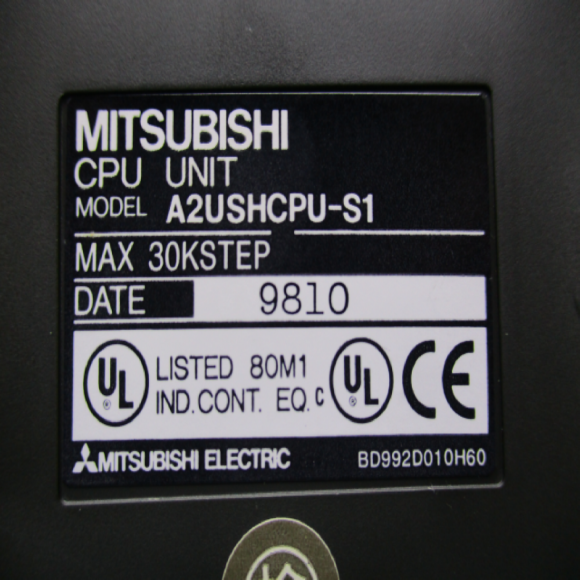 MITSUBISHI
CPU UNIT
MODEL A2USHCPU-S1
MAX 30KSTEP
DATE 9810
UL LISTED 80M1 IND.CONT. EQ. c UL CE
MITSUBISHI ELECTRIC BD992D010H60